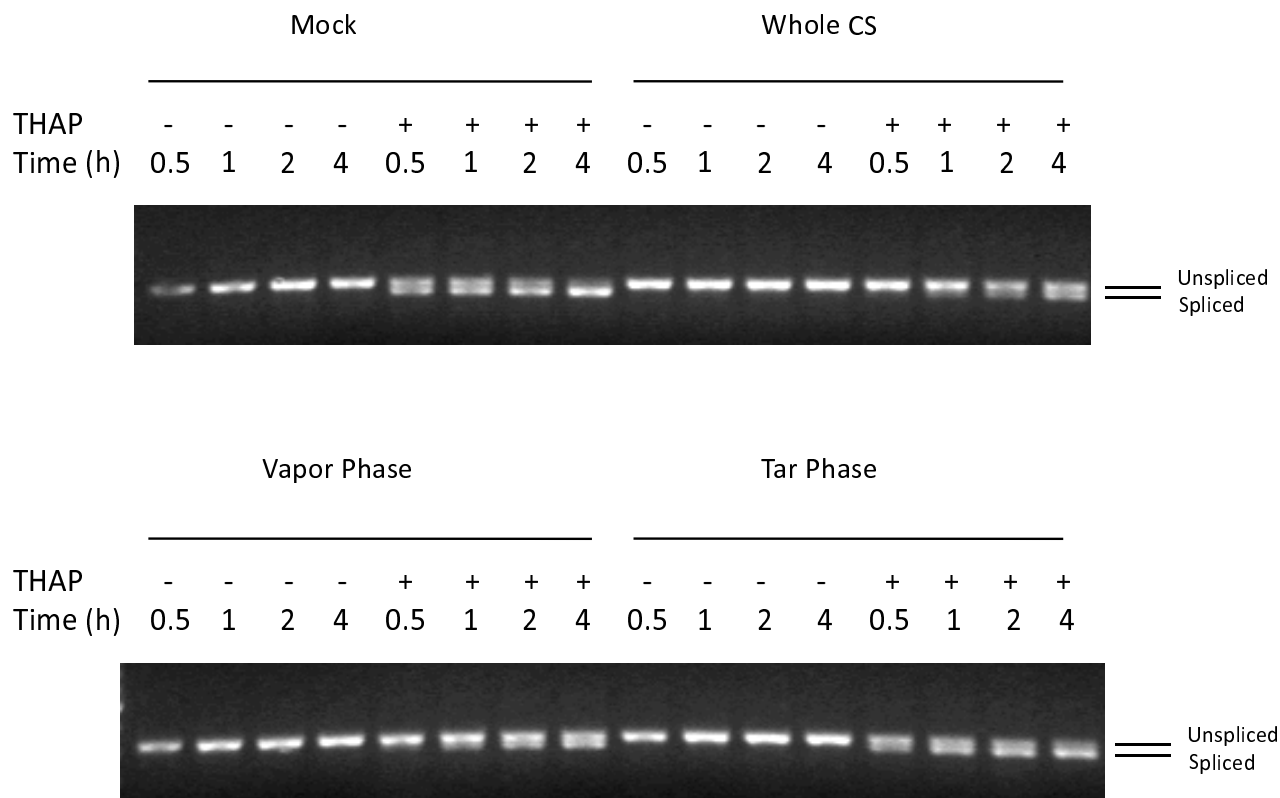 Mock Whole CS
THAP - - - - + + + + - - - - + + + +
Time (h) 0.5 1 2 4 0.5 1 2 4 0.5 1 2 4 0.5 1 2 4
Unspliced
Spliced
Vapor Phase Tar Phase
THAP - - - - + + + + - - - - + + + +
Time (h) 0.5 1 2 4 0.5 1 2 4 0.5 1 2 4 0.5 1 2 4
Unspliced
Spliced